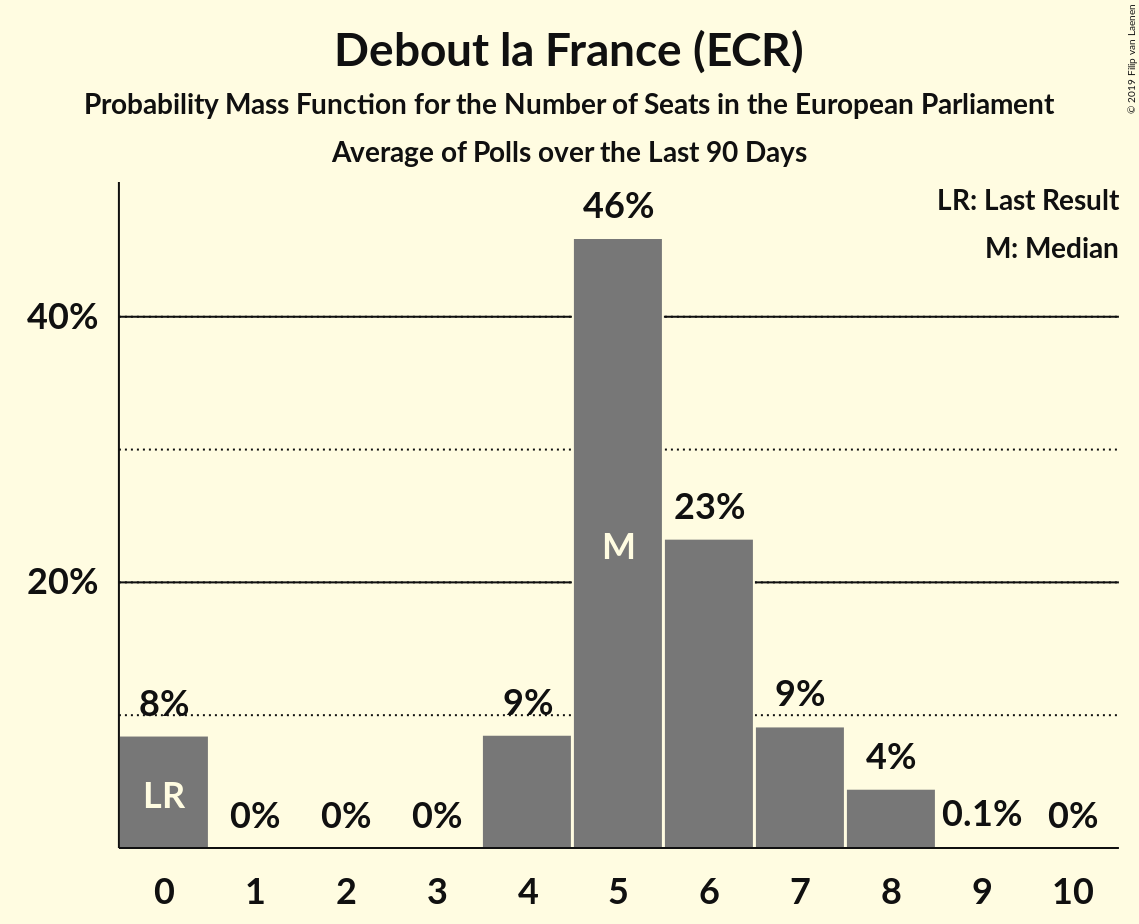 Debout la France (ECR)
Probability Mass Function for the Number of Seats in the European Parliament
Average of Polls over the Last 90 Days
© 2019 Filip van Laenen
LR: Last Result
M: Median
46%
40%
23%
M
20%
8%
9%
9%
4%
LR
0%
0%
0%
0.1%
0%
0 1 2 3 4 5 6 7 8 9 10